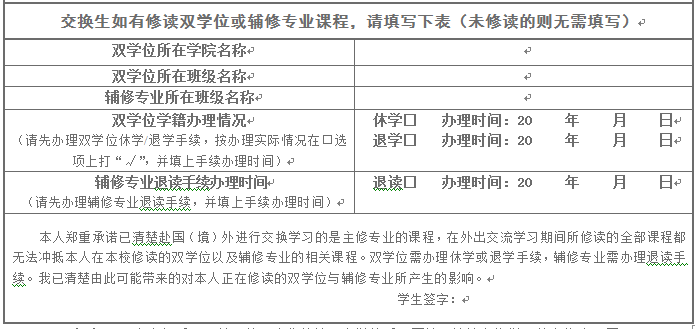 交换生如有修读双学位或辅修专业课程，请填写下表（未修读的则无需填写）
双学位所在学院名称
双学位所在班级名称
辅修专业所在班级名称
双学位学籍办理情况
（请先办理双学位休学/退学手续，按办理实际情况在口选
项上打“√”，并填上手续办理时间）
休学口 办理时间：20 年 月 日
退学口 办理时间：20 年 月 日
辅修专业退读手续办理时间
（请先办理辅修专业退读手续，并填上手续办理时间）
退读口 办理时间：20 年 月 日
本人郑重承诺已清楚赴国（境）外进行交换学习的是主修专业的课程，在外出交流学习期间所修读的全部课程都
无法冲抵本人在本校修读的双学位以及辅修专业的相关课程。双学位需办理休学或退学手续，辅修专业需办理退读手
续。我已清楚由此可能带来的对本人正在修读的双学位与辅修专业所产生的影响。
学生签字：